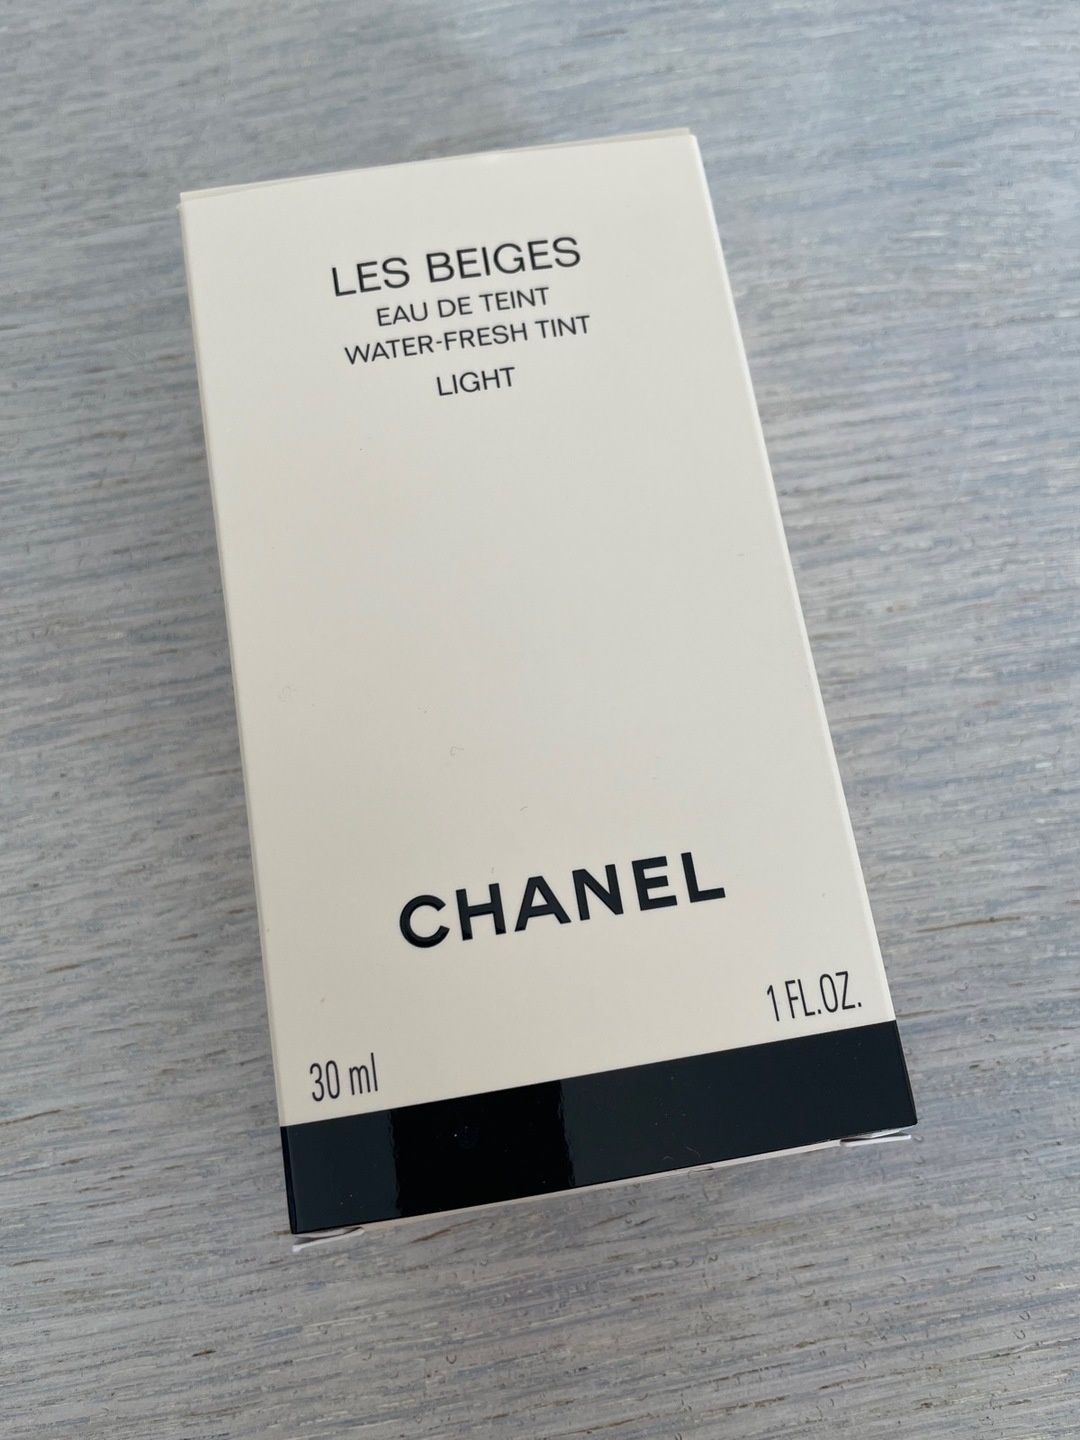 LES BEIGES
EAU DE TEINT
WATER-FRESH TINT
LIGHT
CHANEL
30 ml
1 FL.OZ.